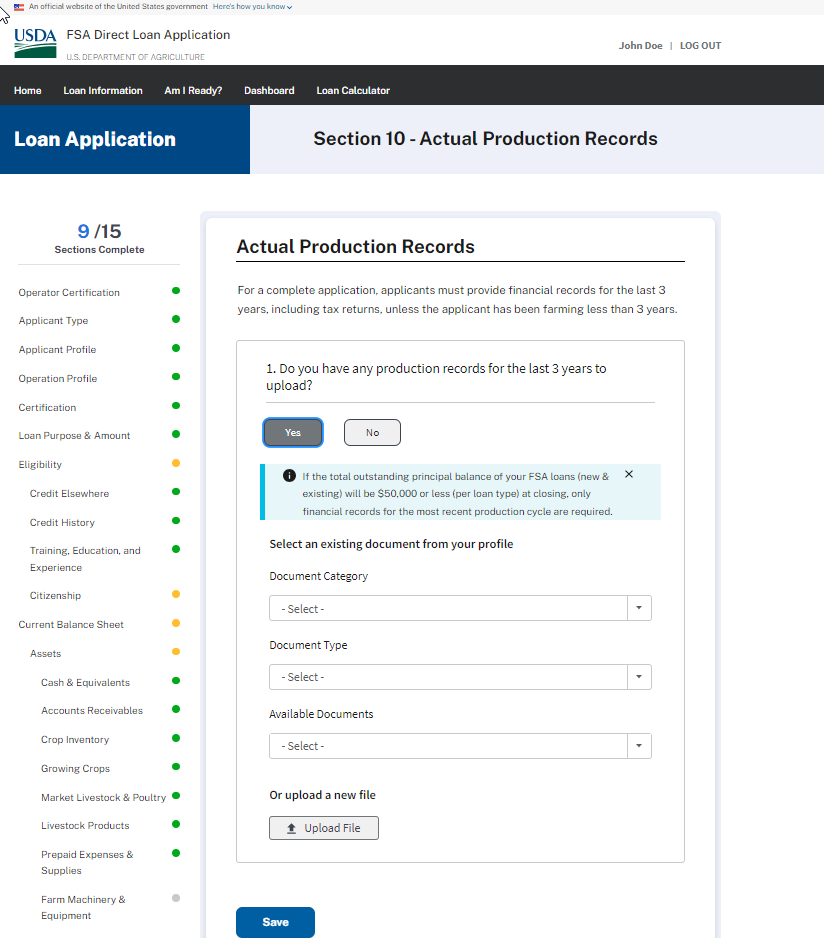 An official website of the United States government Here's how you know
USDA FSA Direct Loan Application
U.S. DEPARTMENT OF AGRICULTURE
John Doe | LOG OUT
Home Loan Information Am I Ready? Dashboard Loan Calculator
Loan Application
Section 10 - Actual Production Records
9 /15
Sections Complete
Operator Certification
Applicant Type
Applicant Profile
Operation Profile
Certification
Loan Purpose & Amount
Eligibility
Credit Elsewhere
Credit History
Training, Education, and
Experience
Citizenship
Current Balance Sheet
Assets
Cash & Equivalents
Accounts Receivables
Crop Inventory
Growing Crops
Market Livestock & Poultry
Livestock Products
Prepaid Expenses &
Supplies
Farm Machinery &
Equipment
Actual Production Records
For a complete application, applicants must provide financial records for the last 3
years, including tax returns, unless the applicant has been farming less than 3 years.
1. Do you have any production records for the last 3 years to
upload?
Yes No
If the total outstanding principal balance of your FSA loans (new &
existing) will be $50,000 or less (per loan type) at closing, only
financial records for the most recent production cycle are required.
Select an existing document from your profile
Document Category
- Select -
Document Type
- Select -
Available Documents
- Select -
Or upload a new file
Upload File
Save